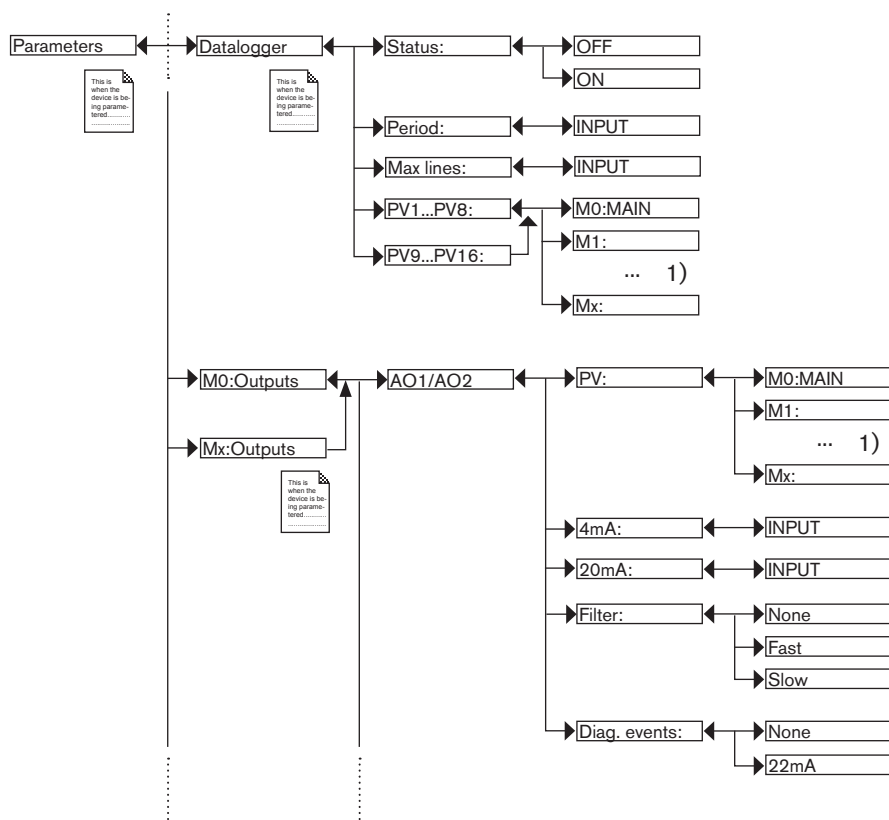 Parameters
Datalogger
Status:
OFF
ON
This is
when the
device is be-
ing parame-
tered...........
...................
This is
when the
device is be-
ing parame-
tered...........
...................
Period:
INPUT
Max lines:
INPUT
PV1...PV8:
M0:MAIN
M1:
PV9...PV16:
... 1)
Mx:
M0:Outputs
AO1/AO2
PV:
M0:MAIN
M1:
... 1)
Mx:
Mx:Outputs
This is
when the
device is be-
ing parame-
tered...........
...................
4mA:
INPUT
20mA:
INPUT
Filter:
None
Fast
Slow
Diag. events:
None
22mA